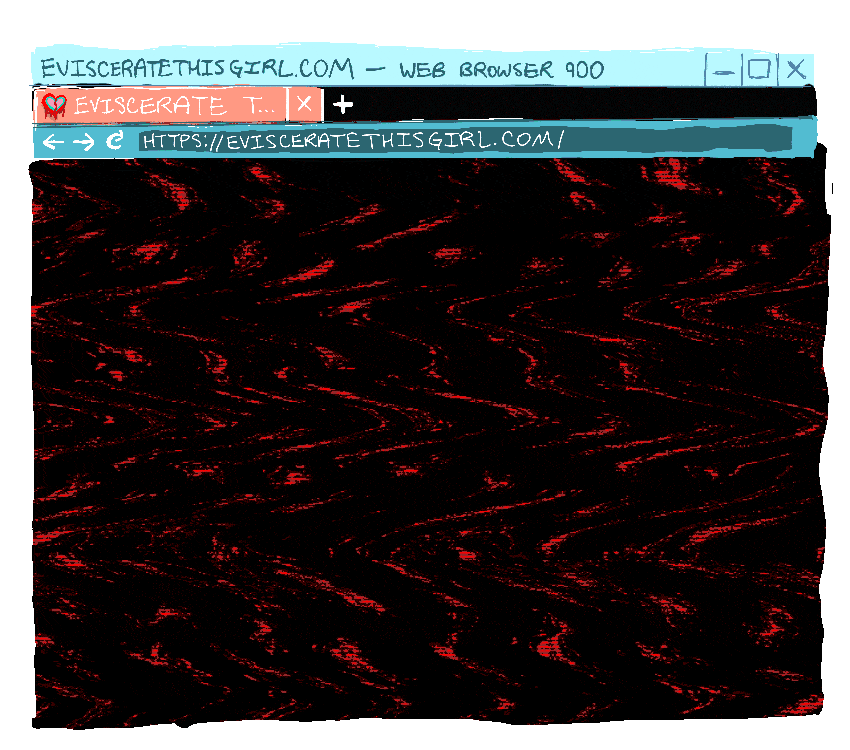 EVISCERATETHISGIRL.COM — WEB BROWSER 900
EVISCERATE T...
HTTPS://EVISCERATETHISGIRL.COM/